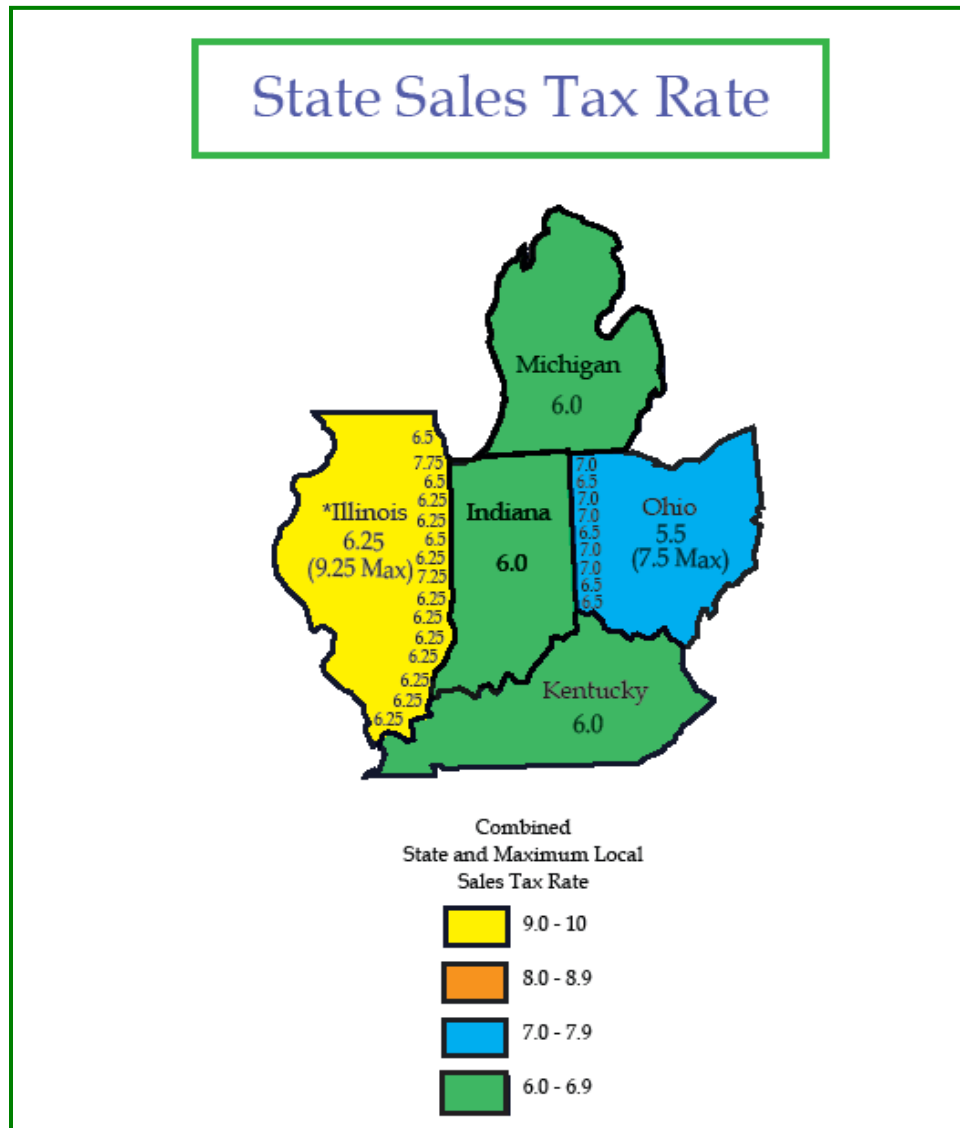 State Sales Tax Rate
Michigan
6.0
*Illinois
6.25
(9.25 Max)
6.5
7.75
6.5
6.25
6.25
6.5
6.25
7.25
6.25
6.25
6.25
6.25
6.25
6.25
6.25
Indiana
6.0
7.0
6.5
7.0
7.0
6.5
7.0
7.0
6.5
6.5
Ohio
5.5
(7.5 Max)
Kentucky
6.0
Combined
State and Maximum Local
Sales Tax Rate
9.0 - 10
8.0 - 8.9
7.0 - 7.9
6.0 - 6.9